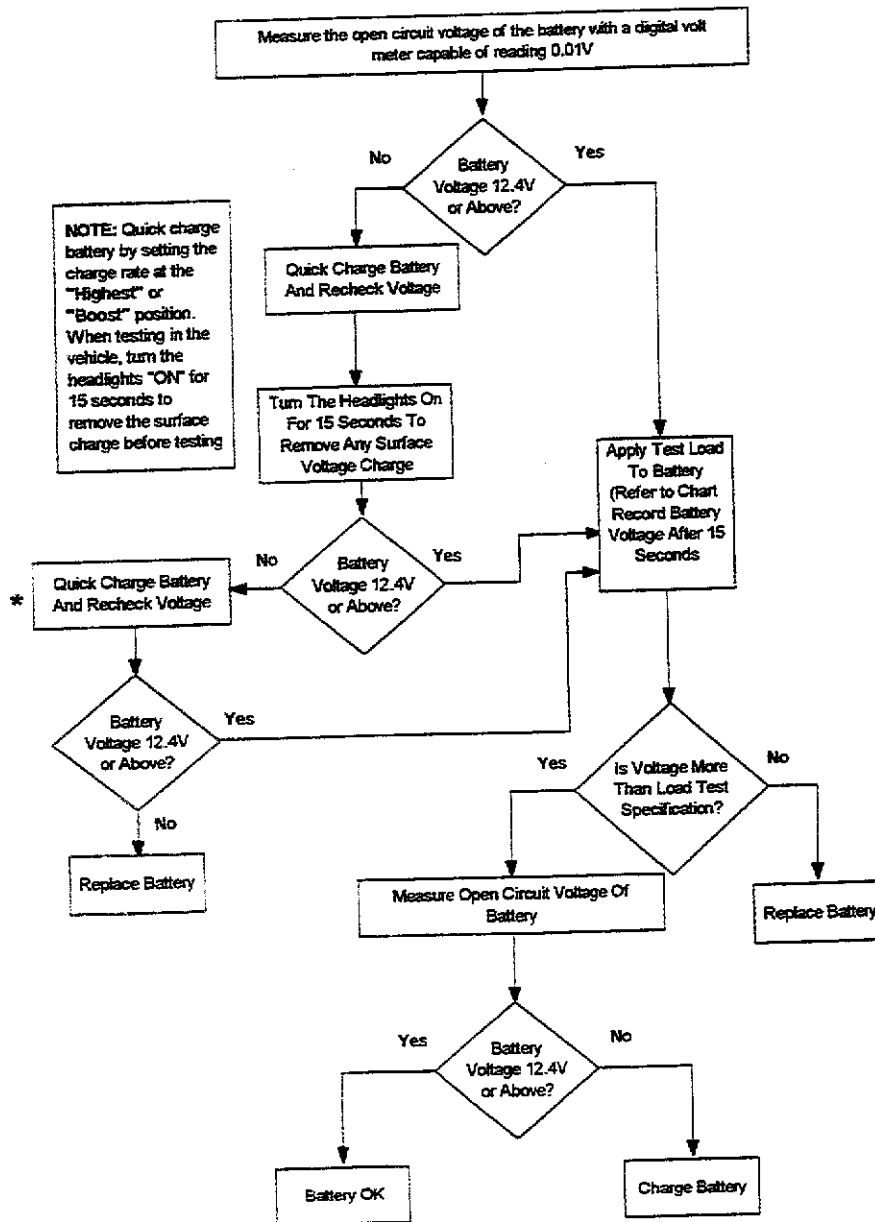 Measure the open circuit voltage of the battery with a digital volt
meter capable of reading 0.01V
No
Battery
Voltage 12.4V
or Above?
Yes
NOTE: Quick charge
battery by setting the
charge rate at the
"Highest" or
"Boost" position.
When testing in the
vehicle, turn the
headlights "ON" for
15 seconds to
remove the surface
charge before testing
Quick Charge Battery
And Recheck Voltage
Turn The Headlights On
For 15 Seconds To
Remove Any Surface
Voltage Charge
Apply Test Load
To Battery
(Refer to Chart
Record Battery
Voltage After 15
Seconds
No
Battery
Voltage 12.4V
or Above?
Yes
*
Quick Charge Battery
And Recheck Voltage
Battery
Voltage 12.4V
or Above?
Yes
No
Replace Battery
Yes
Is Voltage More
Than Load Test
Specification?
No
Measure Open Circuit Voltage Of
Battery
Replace Battery
Yes
Battery
Voltage 12.4V
or Above?
No
Battery OK
Charge Battery